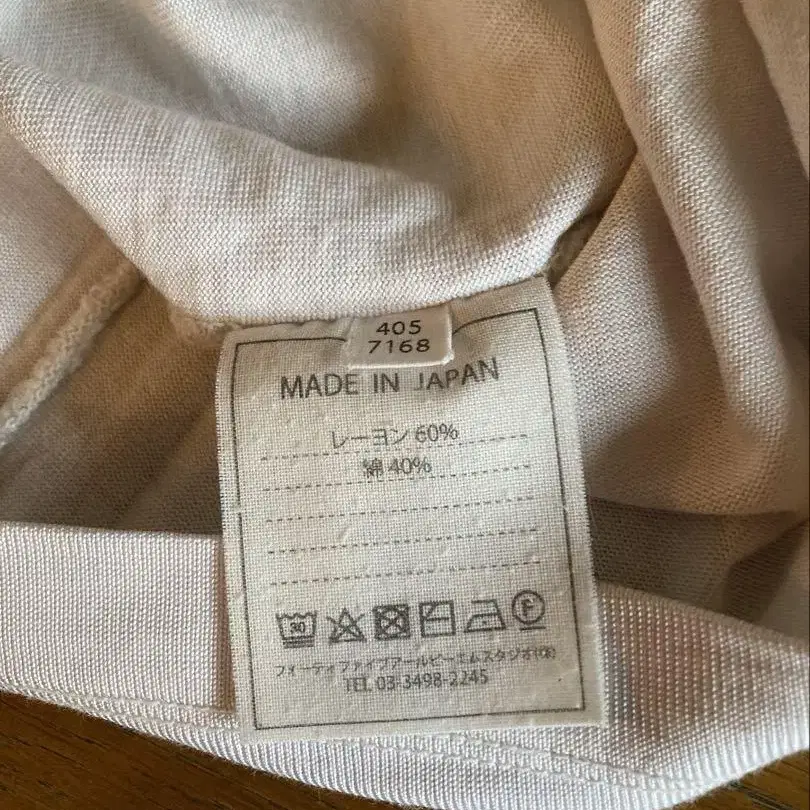 405
7168
MADE IN JAPAN
レーヨン 60%
綿 40%
30
F
フォーティファイブアールピーエムスタジオ(株)
TEL 03-3498-2245